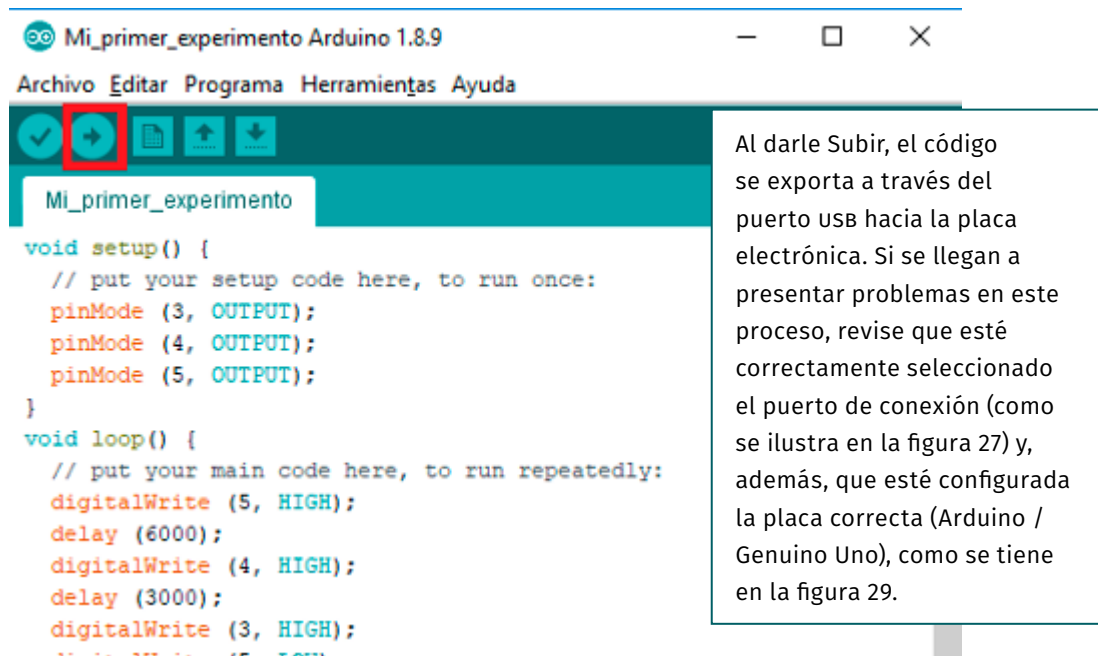 Mi_primer_experimento Arduino 1.8.9
Archivo Editar Programa Herramientas Ayuda
Mi_primer_experimento
void setup() {
// put your setup code here, to run once:
pinMode (3, OUTPUT);
pinMode (4, OUTPUT);
pinMode (5, OUTPUT);
}
void loop() {
// put your main code here, to run repeatedly:
digitalWrite (5, HIGH);
delay (6000);
digitalWrite (4, HIGH);
delay (3000);
digitalWrite (3, HIGH);
Al darle Subir, el código
se exporta a través del
puerto USB hacia la placa
electrónica. Si se llegan a
presentar problemas en este
proceso, revise que esté
correctamente seleccionado
el puerto de conexión (como
se ilustra en la figura 27) y,
además, que esté configurada
la placa correcta (Arduino /
Genuino Uno), como se tiene
en la figura 29.